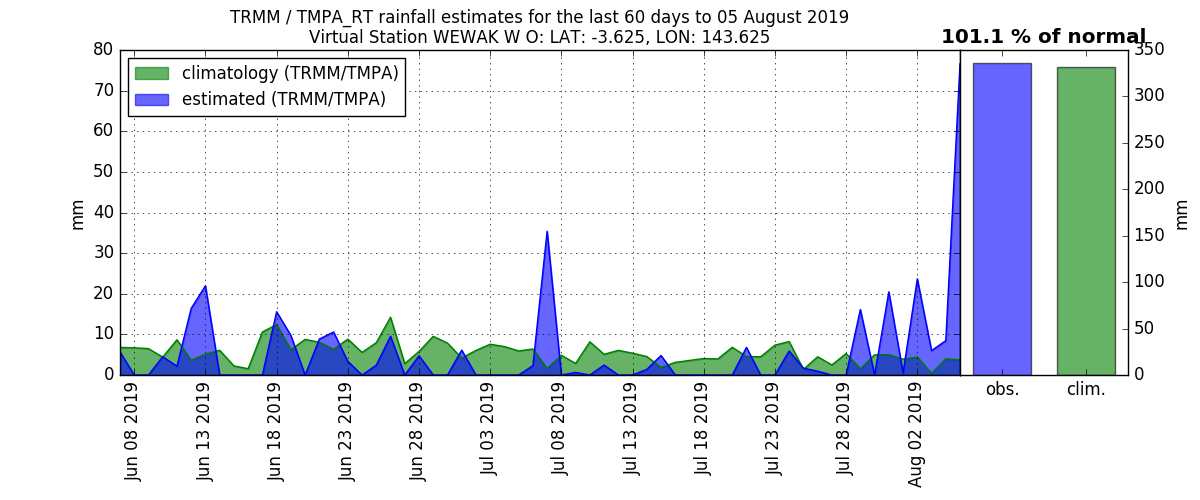 TRMM / TMPA_RT rainfall estimates for the last 60 days to 05 August 2019
Virtual Station WEWAK W O: LAT: -3.625, LON: 143.625
101.1 % of normal
climatology (TRMM/TMPA)
estimated (TRMM/TMPA)
80
70
60
50
40
30
20
10
0
mm
350
300
250
200
150
100
50
0
mm
Jun 08 2019
Jun 13 2019
Jun 18 2019
Jun 23 2019
Jun 28 2019
Jul 03 2019
Jul 08 2019
Jul 13 2019
Jul 18 2019
Jul 23 2019
Jul 28 2019
Aug 02 2019
obs.
clim.